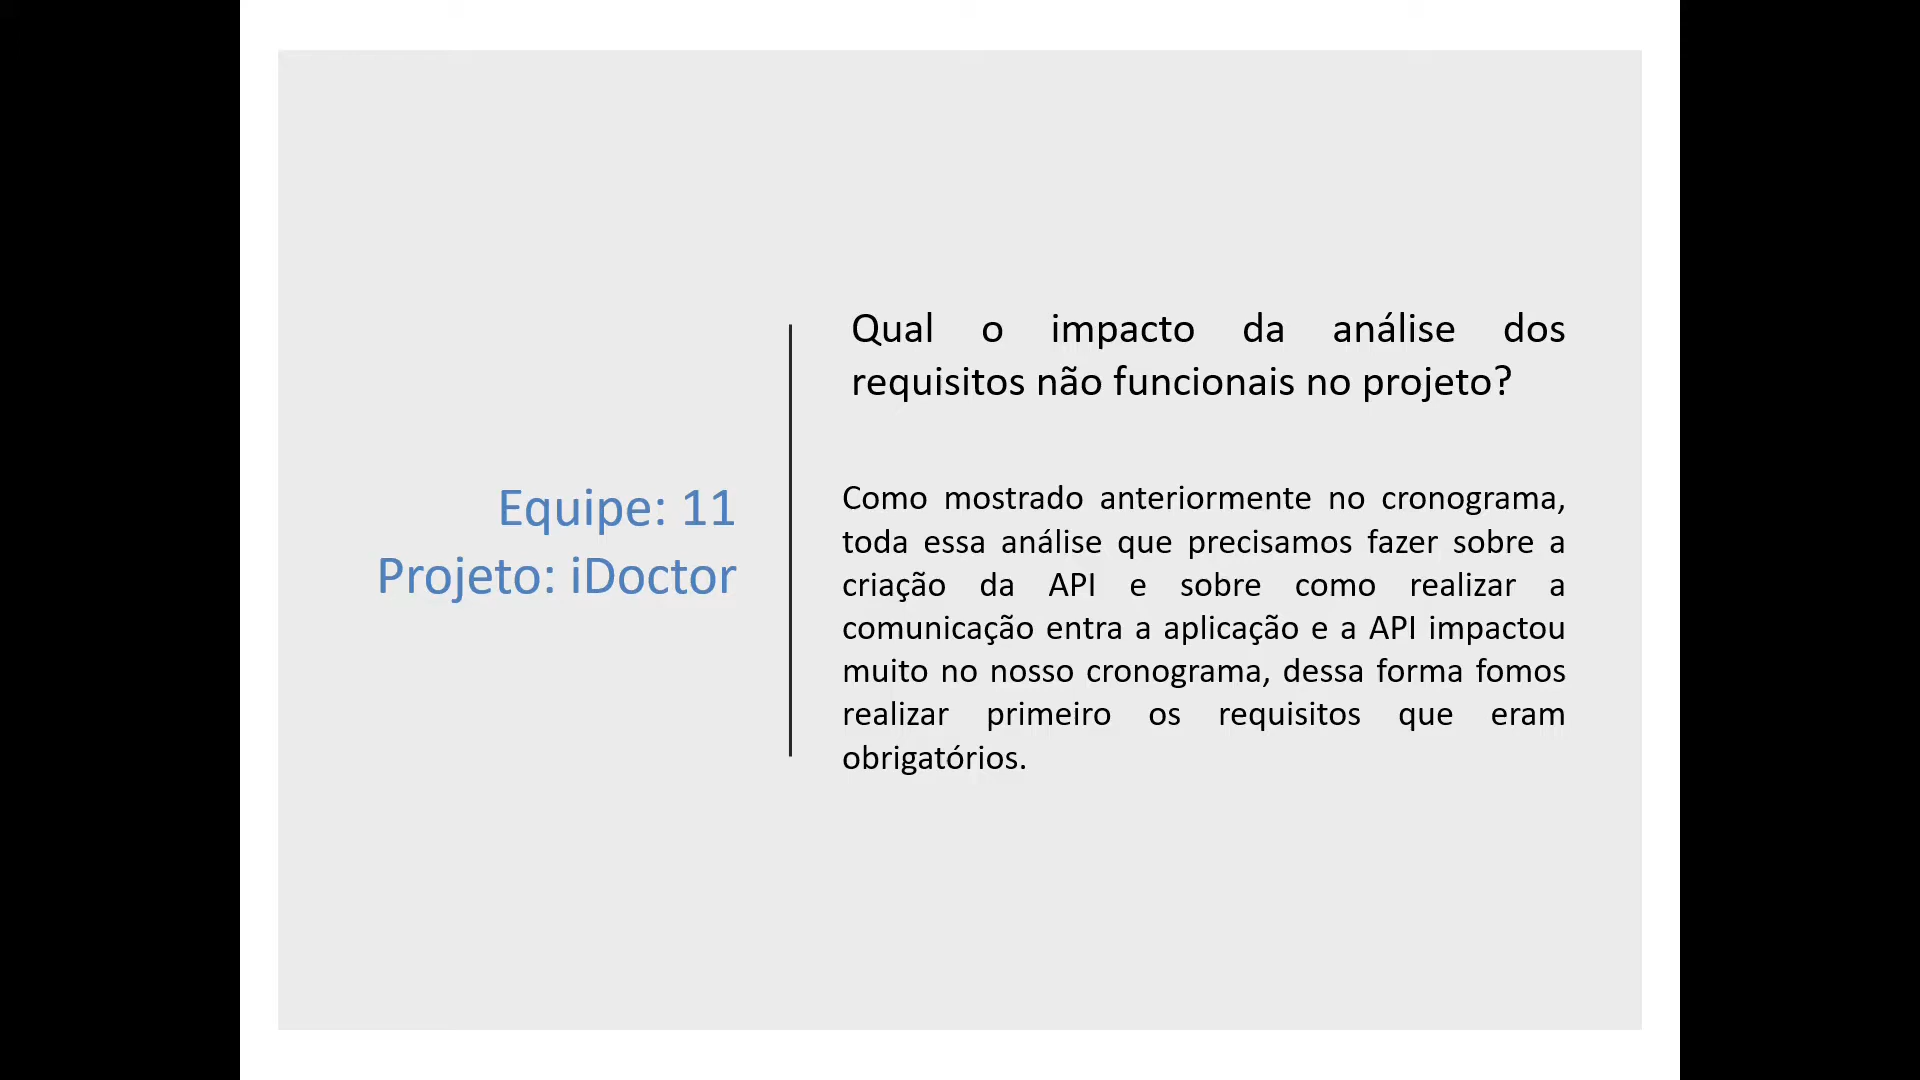 Equipe: 11
Projeto: iDoctor
Qual o impacto da análise dos
requisitos não funcionais no projeto?
Como mostrado anteriormente no cronograma,
toda essa análise que precisamos fazer sobre a
criação da API e sobre como realizar a
comunicação entra a aplicação e a API impactou
muito no nosso cronograma, dessa forma fomos
realizar primeiro os requisitos que eram
obrigatórios.